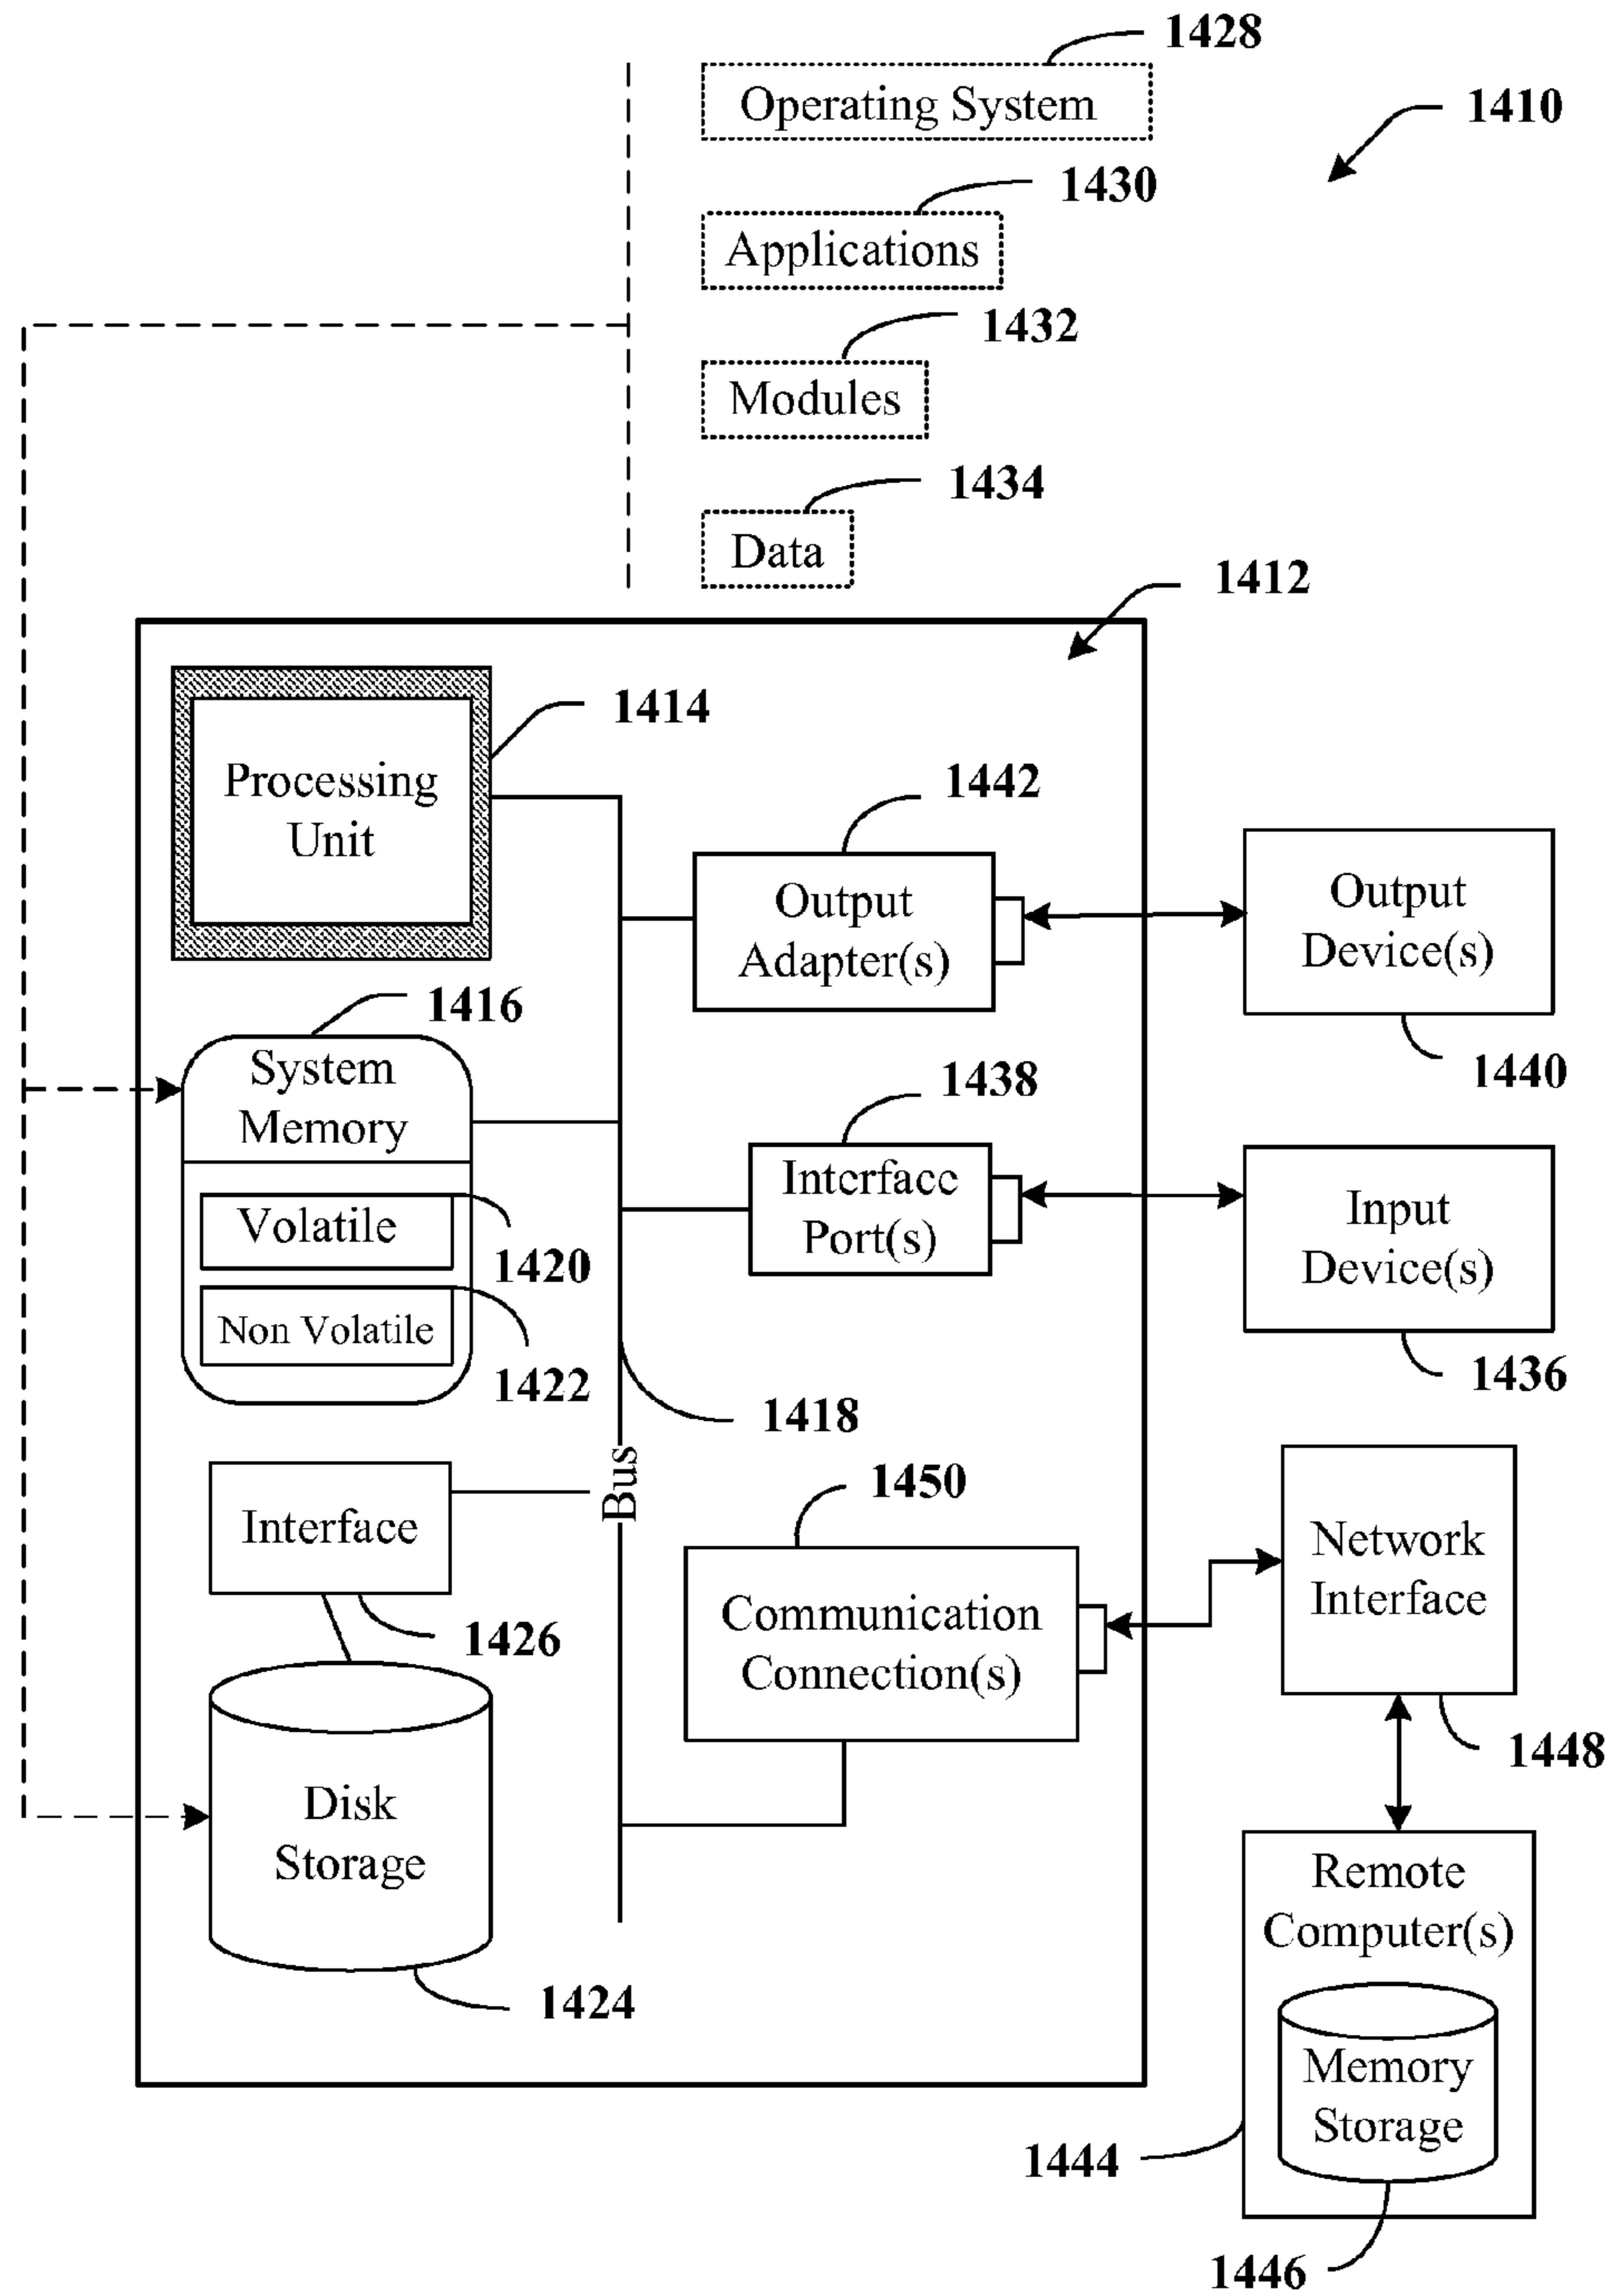 1428
Operating System
1410
1430
Applications
1432
Modules
1434
Data
1412
1414
Processing
Unit
1442
Output
Adapter(s)
Output
Device(s)
1440
1416
System
Memory
Volatile
1420
Non Volatile
1422
1438
Interface
Port(s)
Input
Device(s)
1436
1418
Bus
Interface
1426
1450
Communication
Connection(s)
Network
Interface
1448
Disk
Storage
1424
Remote
Computer(s)
Memory
Storage
1444
1446